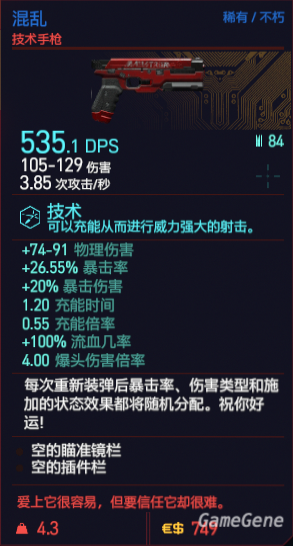 混乱
稀有 / 不朽
技术手枪
535.1 DPS
84
105-129 伤害
3.85 次攻击/秒
技术
可以充能从而进行威力强大的射击。
+74-91 物理伤害
+26.55% 暴击率
+20% 暴击伤害
1.20 充能时间
0.55 充能倍率
+100% 流血几率
4.00 爆头伤害倍率
每次重新装弹后暴击率、伤害类型和施
加的状态效果都将随机分配。祝你好
运!
空的瞄准镜栏
空的插件栏
爱上它很容易，但要信任它却很难。
4.3
€$ 749
GameGene